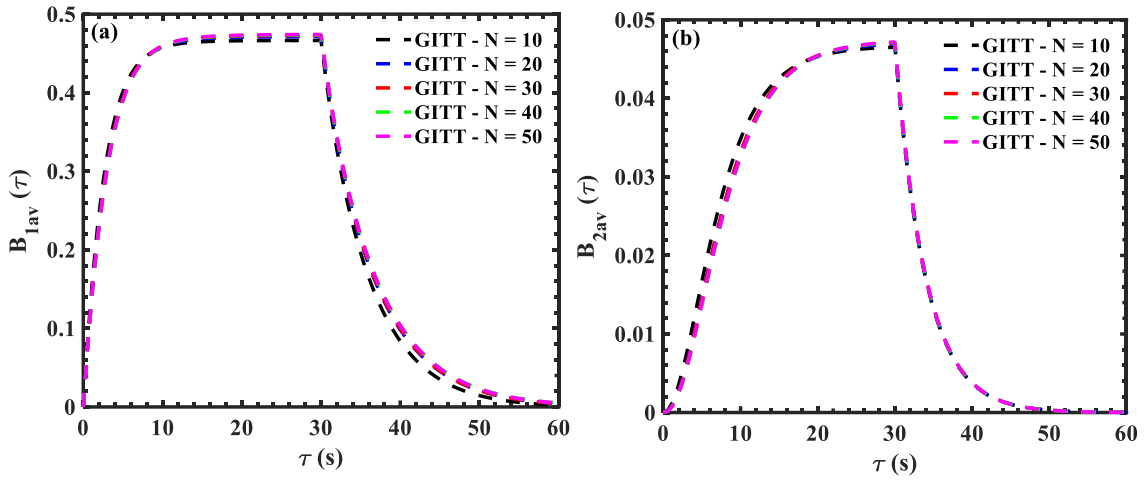 (a)
GITT - N = 10
GITT - N = 20
GITT - N = 30
GITT - N = 40
GITT - N = 50
0.5
0.4
0.3
0.2
0.1
0
B1av (τ)
0 10 20 30 40 50 60
τ (s)
(b)
GITT - N = 10
GITT - N = 20
GITT - N = 30
GITT - N = 40
GITT - N = 50
0.05
0.04
0.03
0.02
0.01
0
B2av (τ)
0 10 20 30 40 50 60
τ (s)